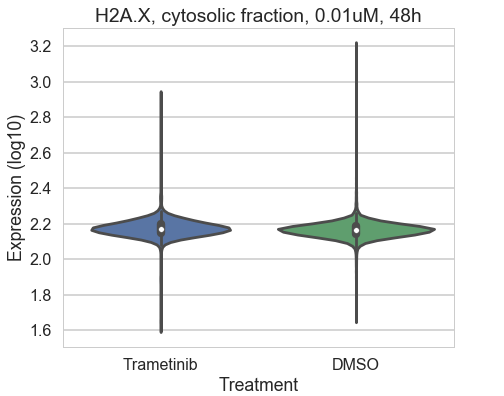 H2A.X, cytosolic fraction, 0.01uM, 48h
Expression (log10)
3.2
3.0
2.8
2.6
2.4
2.2
2.0
1.8
1.6
Trametinib DMSO
Treatment